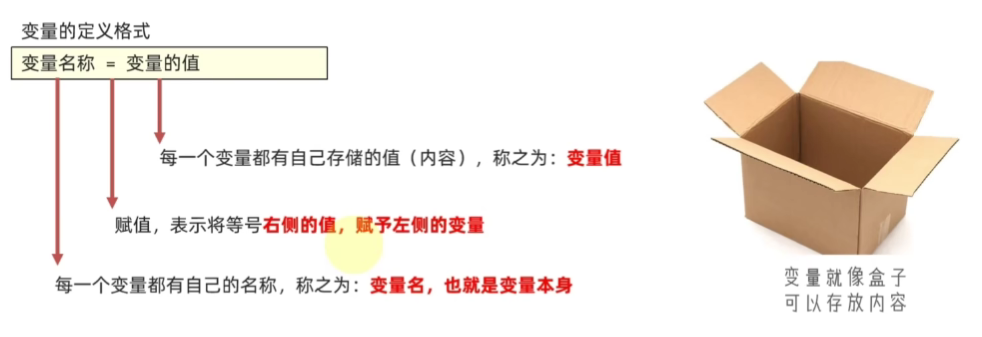 变量的定义格式
变量名称 = 变量的值
每一个变量都有自己存储的值（内容），称之为：变量值
赋值，表示将等号右侧的值，赋予左侧的变量
每一个变量都有自己的名称，称之为：变量名，也就是变量本身
变量就像盒子
可以存放内容